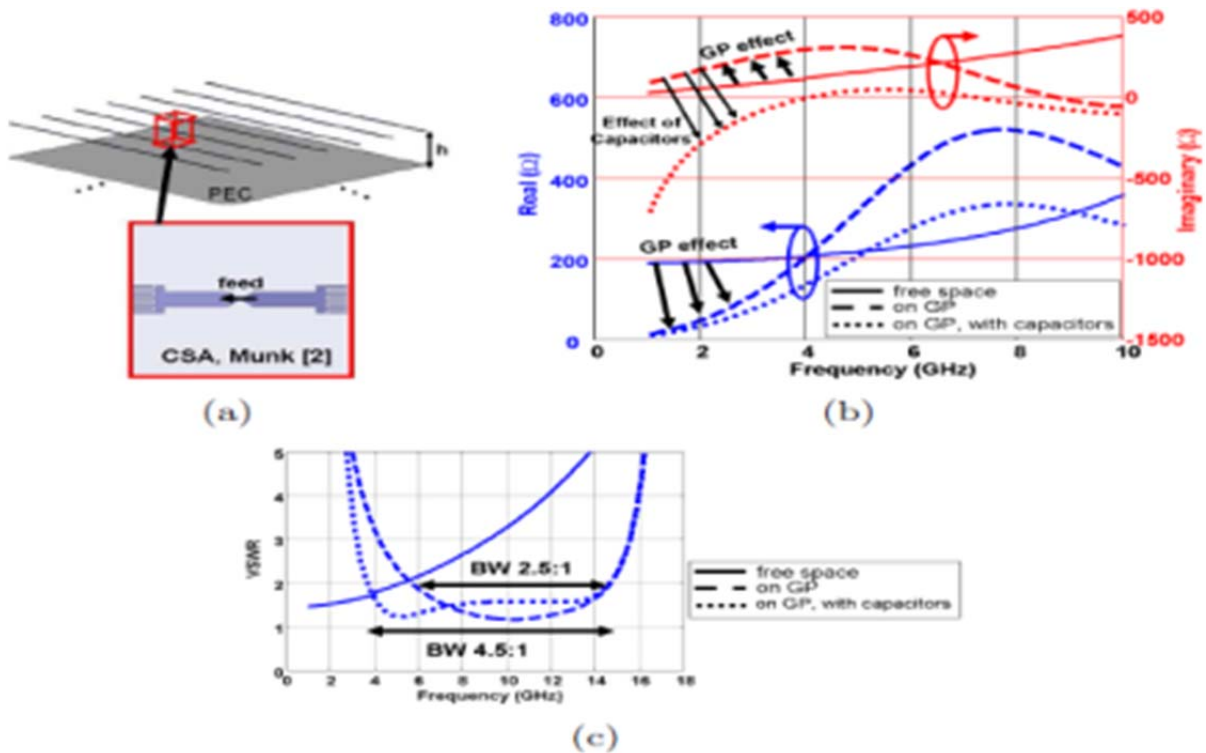 h
PEC
feed
CSA, Munk [2]
(a)
800
600
400
200
0
Real (Ω)
500
0
-500
-1000
-1500
Imaginary (Ω)
GP effect
Effect of
Capacitors
GP effect
free space
on GP
on GP, with capacitors
0 2 4 6 8 10
Frequency (GHz)
(b)
5
4
3
2
1
0
VSWR
BW 2.5:1
BW 4.5:1
0 2 4 6 8 10 12 14 16 18
Frequency (GHz)
free space
on GP
on GP, with capacitors
(c)